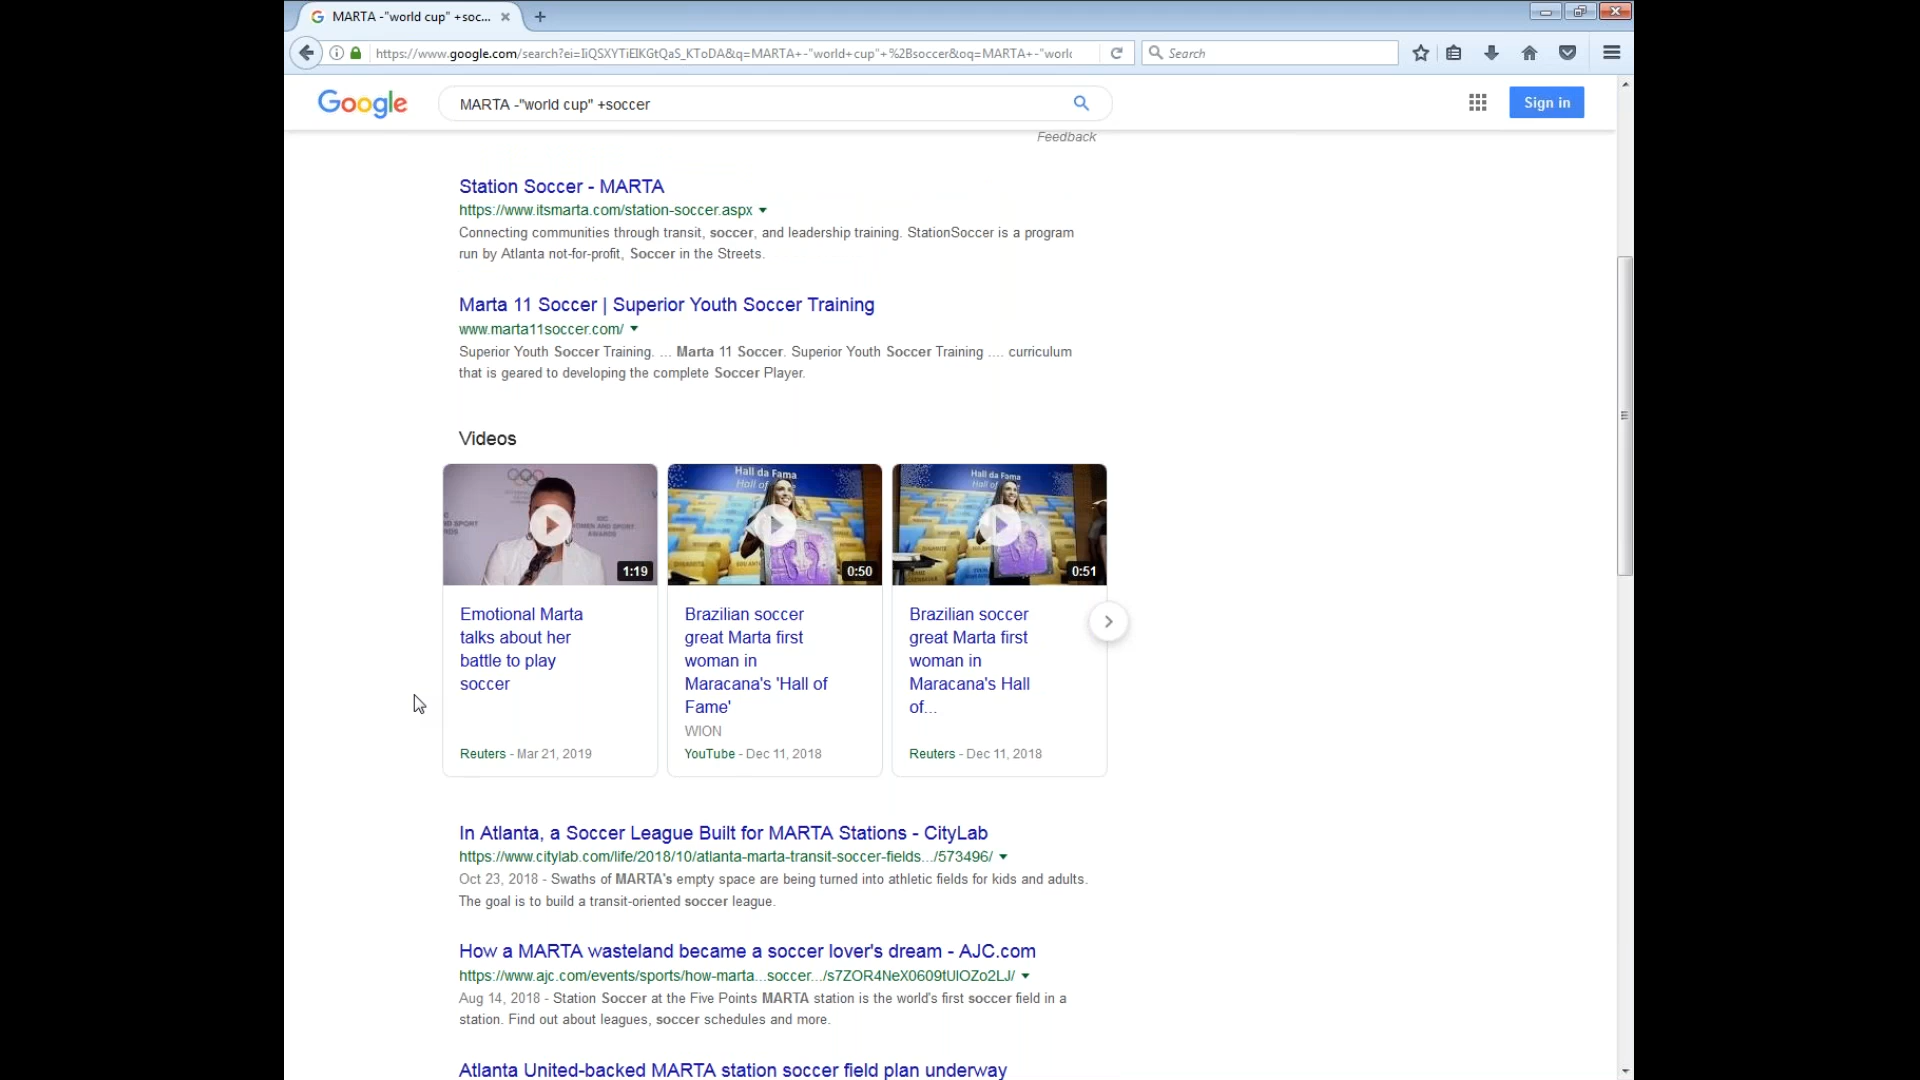 MARTA -"world cup" +soc...
https://www.google.com/search?ei=IiQSXYTiEIKGtQaS_KToDA&q=MARTA+-"world+cup"+%2Bsoccer&oq=MARTA+-"worlc
Search
Google
MARTA -"world cup" +soccer
Sign in
Feedback
Station Soccer - MARTA
https://www.itsmarta.com/station-soccer.aspx
Connecting communities through transit, soccer, and leadership training. StationSoccer is a program
run by Atlanta not-for-profit, Soccer in the Streets.
Marta 11 Soccer | Superior Youth Soccer Training
www.marta11soccer.com/
Superior Youth Soccer Training. ... Marta 11 Soccer. Superior Youth Soccer Training .... curriculum
that is geared to developing the complete Soccer Player.
Videos
WOMEN AND SPORT
AWARDS
1:19
Hall da Fama
Hall of
0:50
Hall da Fama
Hall of
0:51
Emotional Marta
talks about her
battle to play
soccer
Reuters - Mar 21, 2019
Brazilian soccer
great Marta first
woman in
Maracana's 'Hall of
Fame'
WION
YouTube - Dec 11, 2018
Brazilian soccer
great Marta first
woman in
Maracana's Hall
of...
Reuters - Dec 11, 2018
In Atlanta, a Soccer League Built for MARTA Stations - CityLab
https://www.citylab.com/life/2018/10/atlanta-marta-transit-soccer-fields.../573496/
Oct 23, 2018 - Swaths of MARTA's empty space are being turned into athletic fields for kids and adults.
The goal is to build a transit-oriented soccer league.
How a MARTA wasteland became a soccer lover's dream - AJC.com
https://www.ajc.com/events/sports/how-marta...soccer.../s7ZOR4NeX0609tUlOZo2LJ/
Aug 14, 2018 - Station Soccer at the Five Points MARTA station is the world's first soccer field in a
station. Find out about leagues, soccer schedules and more.
Atlanta United-backed MARTA station soccer field plan underway